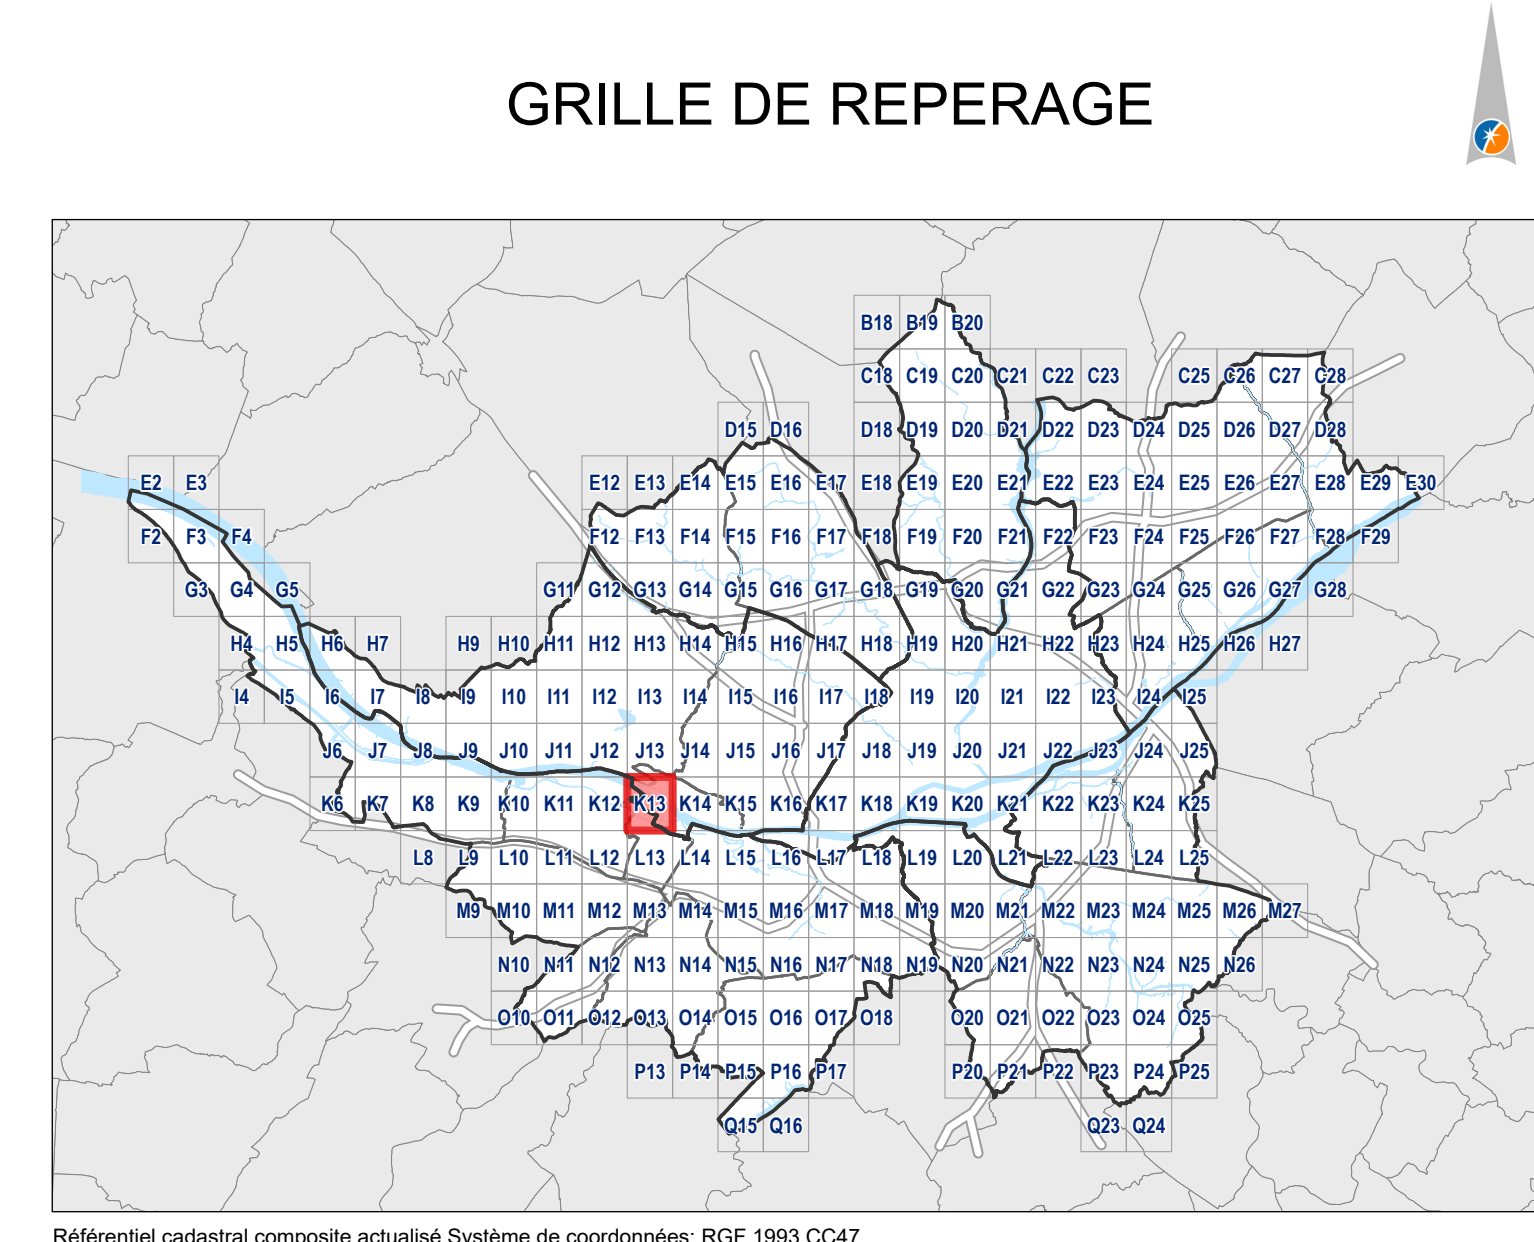 GRILLE DE REPERAGE
B18 B19 B20
C18 C19 C20 C21 C22 C23 C25 C26 C27 C28
D15 D16 D18 D19 D20 D21 D22 D23 D24 D25 D26 D27 D28
E2 E3 E12 E13 E14 E15 E16 E17 E18 E19 E20 E21 E22 E23 E24 E25 E26 E27 E28 E29 E30
F2 F3 F4 F12 F13 F14 F15 F16 F17 F18 F19 F20 F21 F22 F23 F24 F25 F26 F27 F28 F29
G3 G4 G5 G11 G12 G13 G14 G15 G16 G17 G18 G19 G20 G21 G22 G23 G24 G25 G26 G27 G28
H4 H5 H6 H7 H9 H10 H11 H12 H13 H14 H15 H16 H17 H18 H19 H20 H21 H22 H23 H24 H25 H26 H27
I4 I5 I6 I7 I8 I9 I10 I11 I12 I13 I14 I15 I16 I17 I18 I19 I20 I21 I22 I23 I24 I25
J6 J7 J8 J9 J10 J11 J12 J13 J14 J15 J16 J17 J18 J19 J20 J21 J22 J23 J24 J25
K6 K7 K8 K9 K10 K11 K12 K13 K14 K15 K16 K17 K18 K19 K20 K21 K22 K23 K24 K25
L8 L9 L10 L11 L12 L13 L14 L15 L16 L17 L18 L19 L20 L21 L22 L23 L24 L25
M9 M10 M11 M12 M13 M14 M15 M16 M17 M18 M19 M20 M21 M22 M23 M24 M25 M26 M27
N10 N11 N12 N13 N14 N15 N16 N17 N18 N19 N20 N21 N22 N23 N24 N25 N26
O10 O11 O12 O13 O14 O15 O16 O17 O18 O20 O21 O22 O23 O24 O25
P13 P14 P15 P16 P17 P20 P21 P22 P23 P24 P25
Q15 Q16 Q23 Q24
Référentiel cadastral composite actualisé Système de coordonnées: RGF 1993 CC47